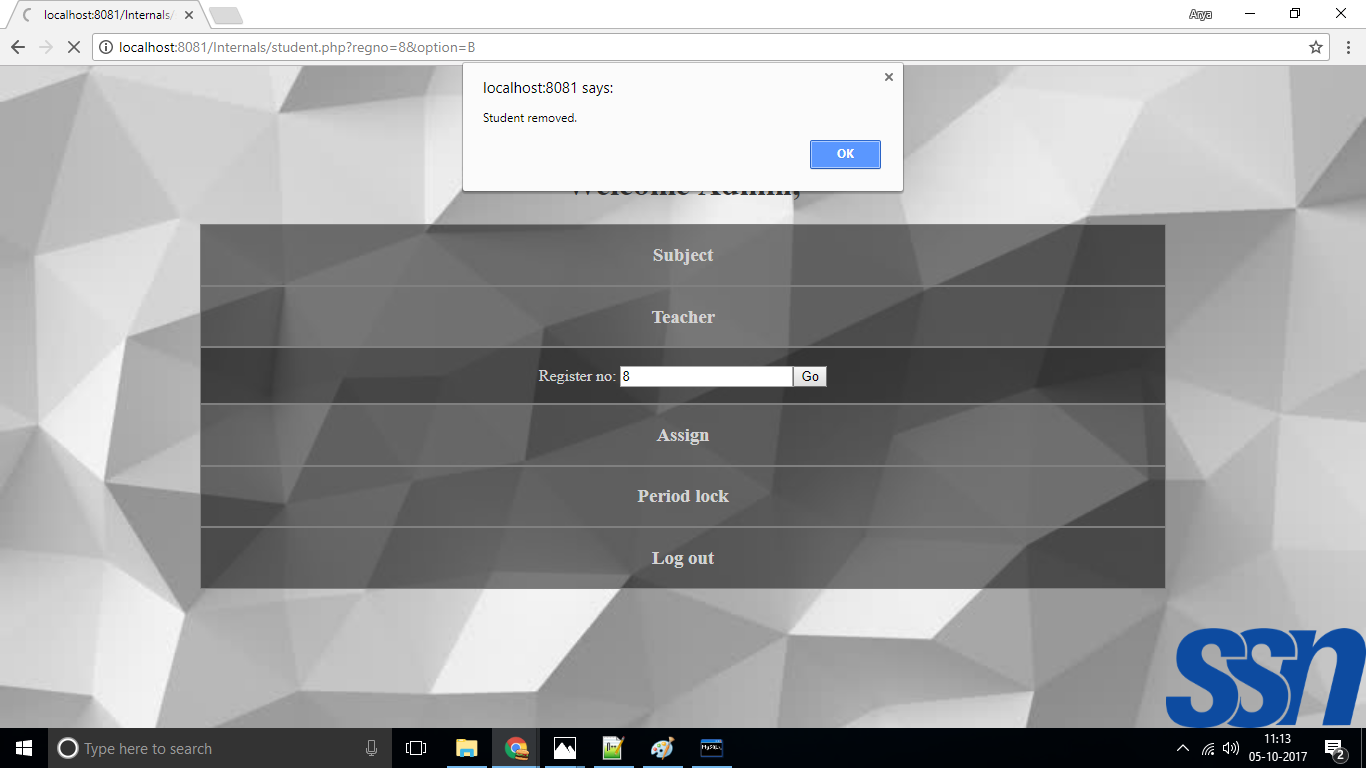 localhost:8081/Internals/
Arya
localhost:8081/Internals/student.php?regno=8&option=B
localhost:8081 says:
Student removed.
OK
Welcome Admin,
Subject
Teacher
Register no: 8 Go
Assign
Period lock
Log out
ssn
Type here to search
MySQL
11:13
05-10-2017
2